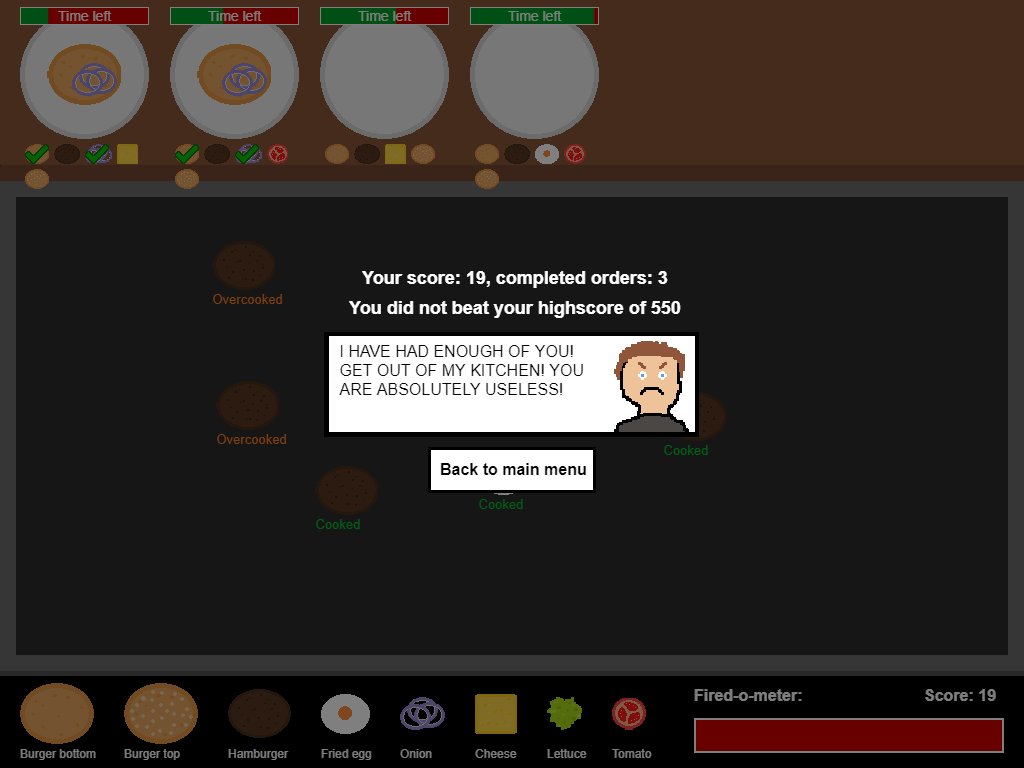 Time left
Time left
Time left
Time left
Overcooked
Your score: 19, completed orders: 3
You did not beat your highscore of 550
I HAVE HAD ENOUGH OF YOU!
GET OUT OF MY KITCHEN! YOU
ARE ABSOLUTELY USELESS!
Overcooked
Cooked
Back to main menu
Cooked
Cooked
Fired-o-meter:
Score: 19
Burger bottom
Burger top
Hamburger
Fried egg
Onion
Cheese
Lettuce
Tomato